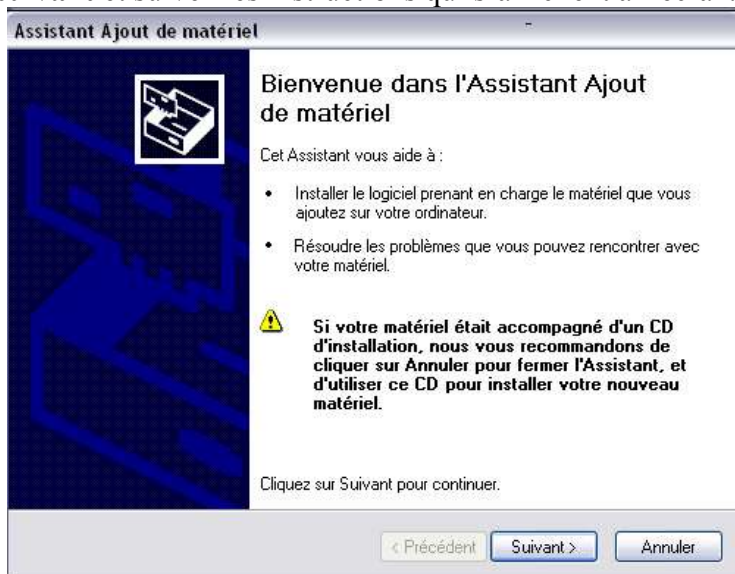 et suiv
Assistant Ajout de matériel
Bienvenue dans l'Assistant Ajout
de matériel
Cet Assistant vous aide à :
• Installer le logiciel prenant en charge le matériel que vous
ajoutez sur votre ordinateur.
• Résoudre les problèmes que vous pouvez rencontrer avec
votre matériel.
Si votre matériel était accompagné d'un CD
d'installation, nous vous recommandons de
cliquer sur Annuler pour fermer l'Assistant, et
d'utiliser ce CD pour installer votre nouveau
matériel.
Cliquez sur Suivant pour continuer.
< Précédent Suivant > Annuler